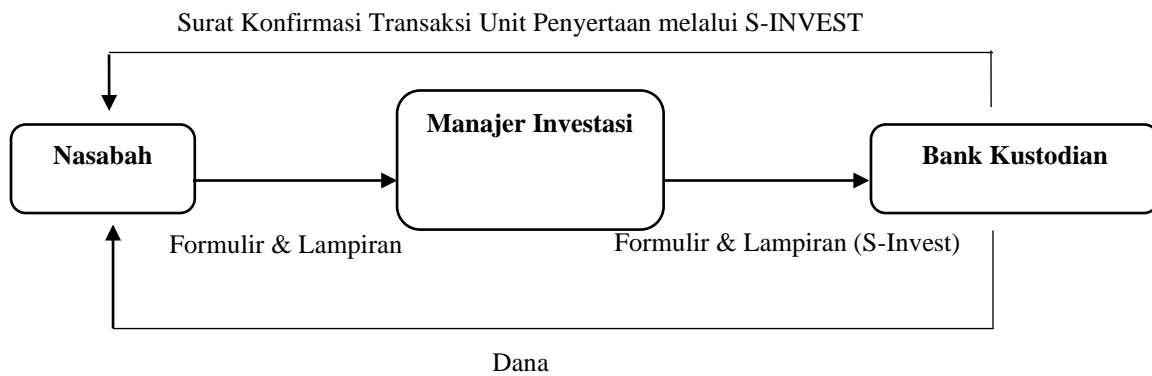 Surat Konfirmasi Transaksi Unit Penyertaan melalui S-INVEST
Nasabah
Manajer Investasi
Bank Kustodian
Formulir & Lampiran
Formulir & Lampiran (S-Invest)
Dana